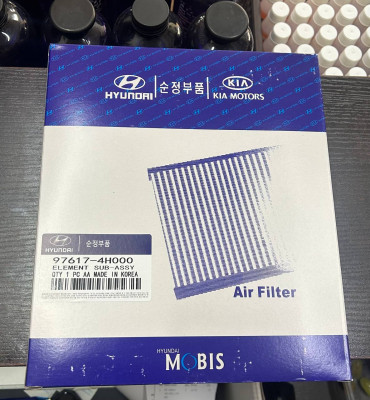 HYUNDAI
순정부품
KIA
KIA MOTORS
순정부품
97617-4H000
ELEMENT SUB-ASSY
QTY 1 PC AA MADE IN KOREA
Air Filter
HYUNDAI
MOBIS